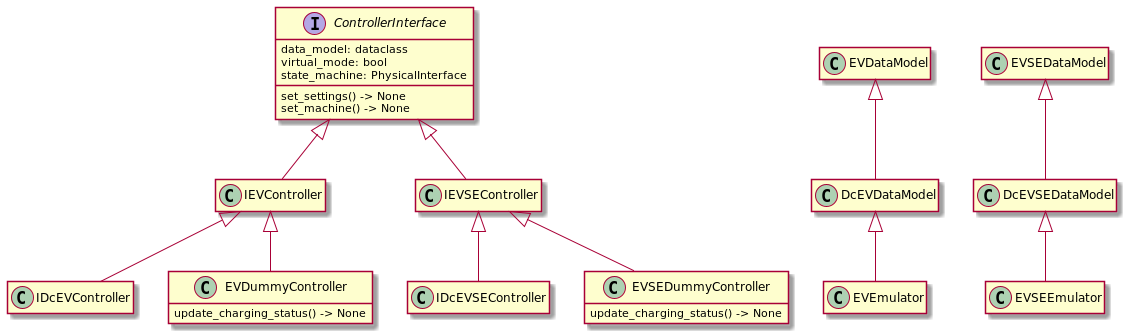 I ControllerInterface
data_model: dataclass
virtual_mode: bool
state_machine: PhysicalInterface
set_settings() -> None
set_machine() -> None
C EVDataModel
C EVSEDataModel
C IEVController
C IEVSEController
C DcEVDataModel
C DcEVSEDataModel
C IDcEVController
C EVDummyController
update_charging_status() -> None
C IDcEVSEController
C EVSEDummyController
update_charging_status() -> None
C EVEmulator
C EVSEEmulator